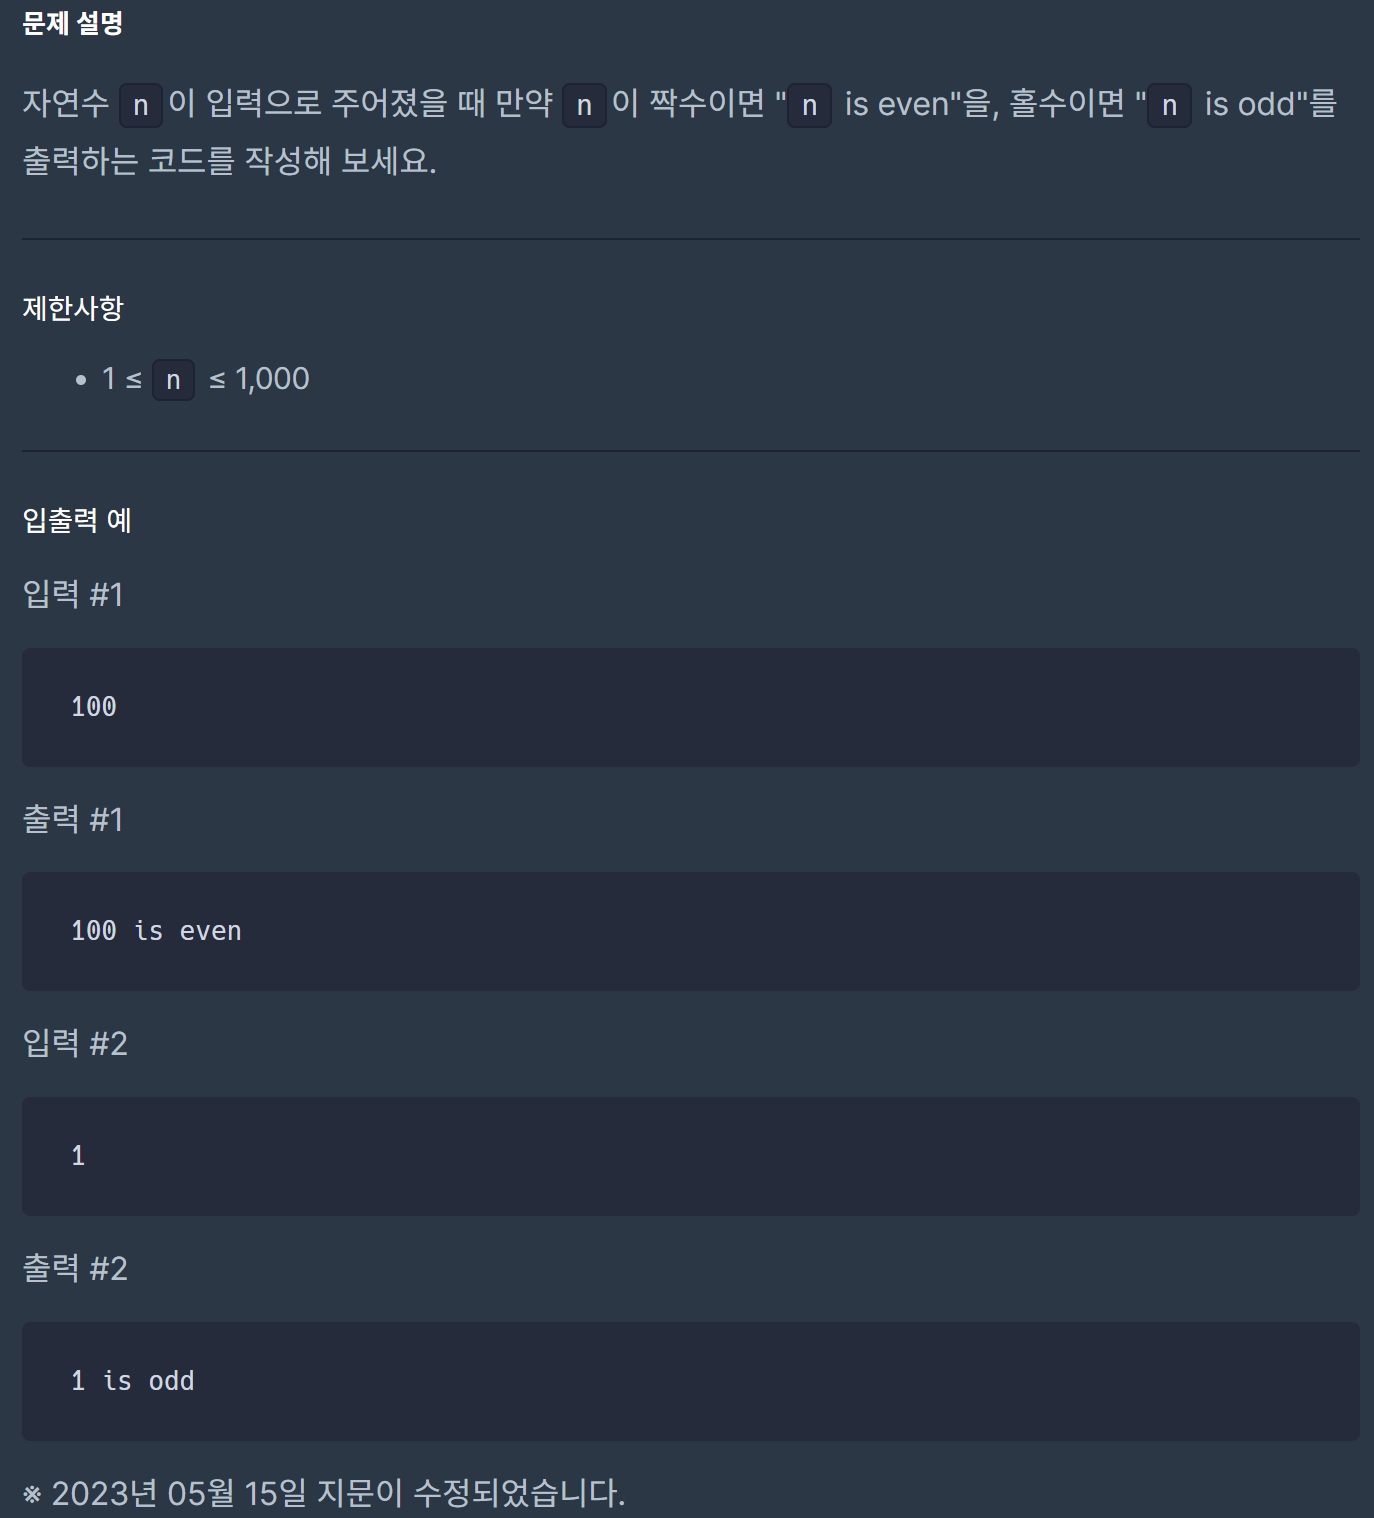 문제 설명
자연수 n이 입력으로 주어졌을 때 만약 n이 짝수이면 "n is even"을, 홀수이면 "n is odd"를
출력하는 코드를 작성해 보세요.
제한사항
• 1 ≤ n ≤ 1,000
입출력 예
입력 #1
100
출력 #1
100 is even
입력 #2
1
출력 #2
1 is odd
※ 2023년 05월 15일 지문이 수정되었습니다.